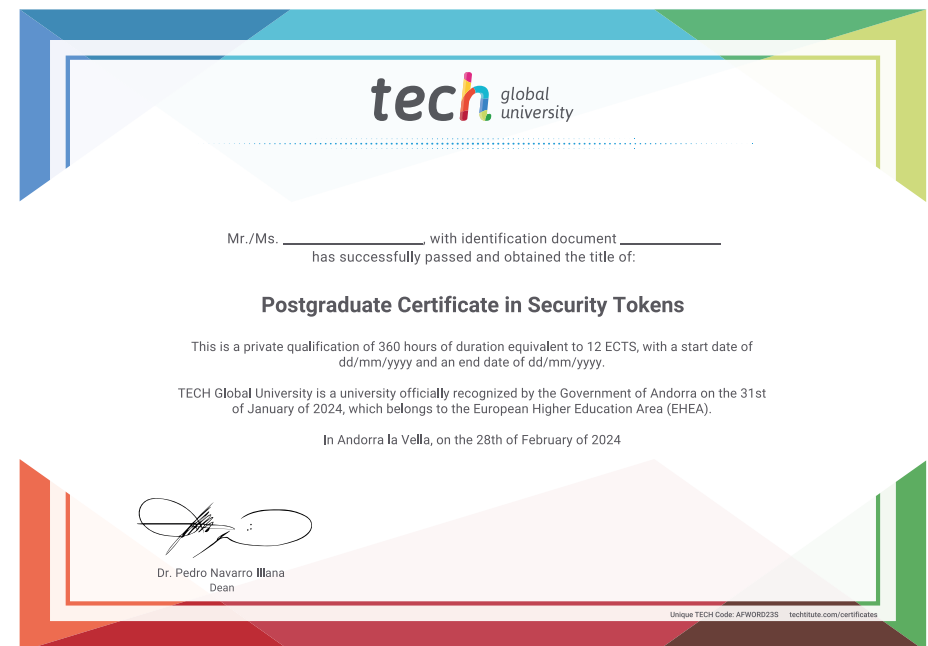 tech global
university
Mr./Ms. ____________, with identification document ____________
has successfully passed and obtained the title of:
Postgraduate Certificate in Security Tokens
This is a private qualification of 360 hours of duration equivalent to 12 ECTS, with a start date of
dd/mm/yyyy and an end date of dd/mm/yyyy.
TECH Global University is a university officially recognized by the Government of Andorra on the 31st
of January of 2024, which belongs to the European Higher Education Area (EHEA).
In Andorra la Vella, on the 28th of February of 2024
Dr. Pedro Navarro Illana
Dean
Unique TECH Code: AFWORD23S techtitute.com/certificates